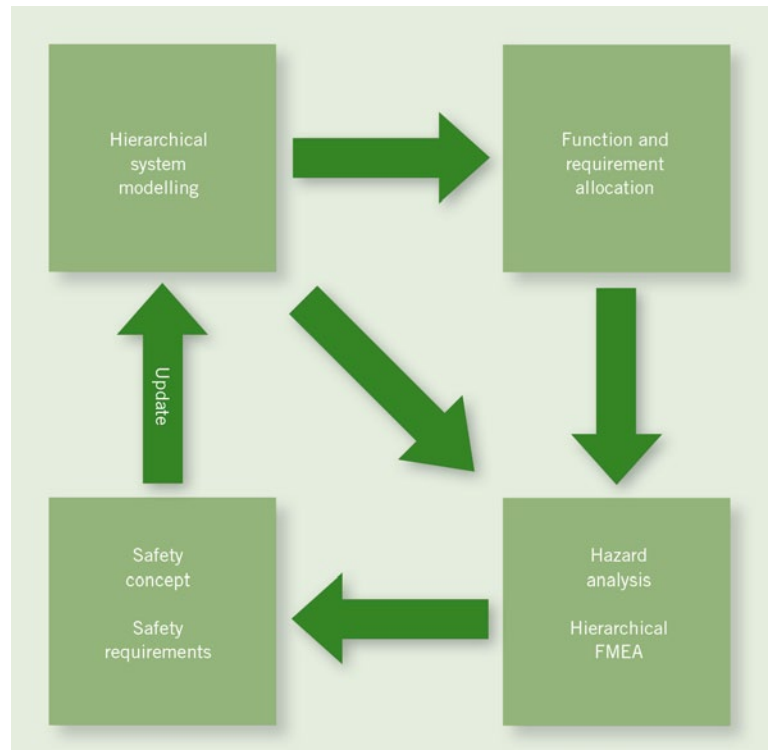 Hierarchical
system
modelling
Function and
requirement
allocation
Update
Safety
concept
Safety
requirements
Hazard
analysis
Hierarchical
FMEA